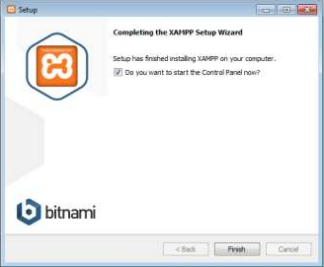 Setup
Completing the XAMPP Setup Wizard
Setup has finished installing XAMPP on your computer.
Do you want to start the Control Panel now?
bitnami
< Back
Finish
Cancel